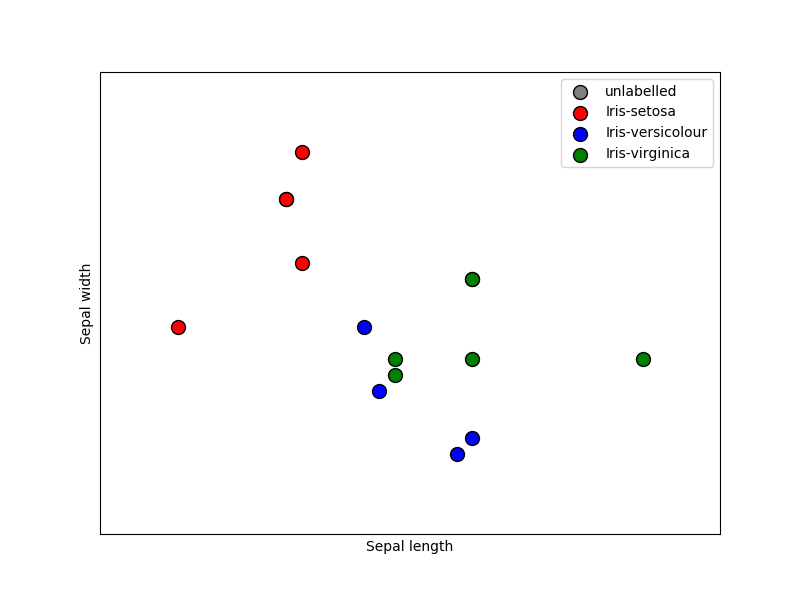 unlabelled
Iris-setosa
Iris-versicolour
Iris-virginica
Sepal width
Sepal length